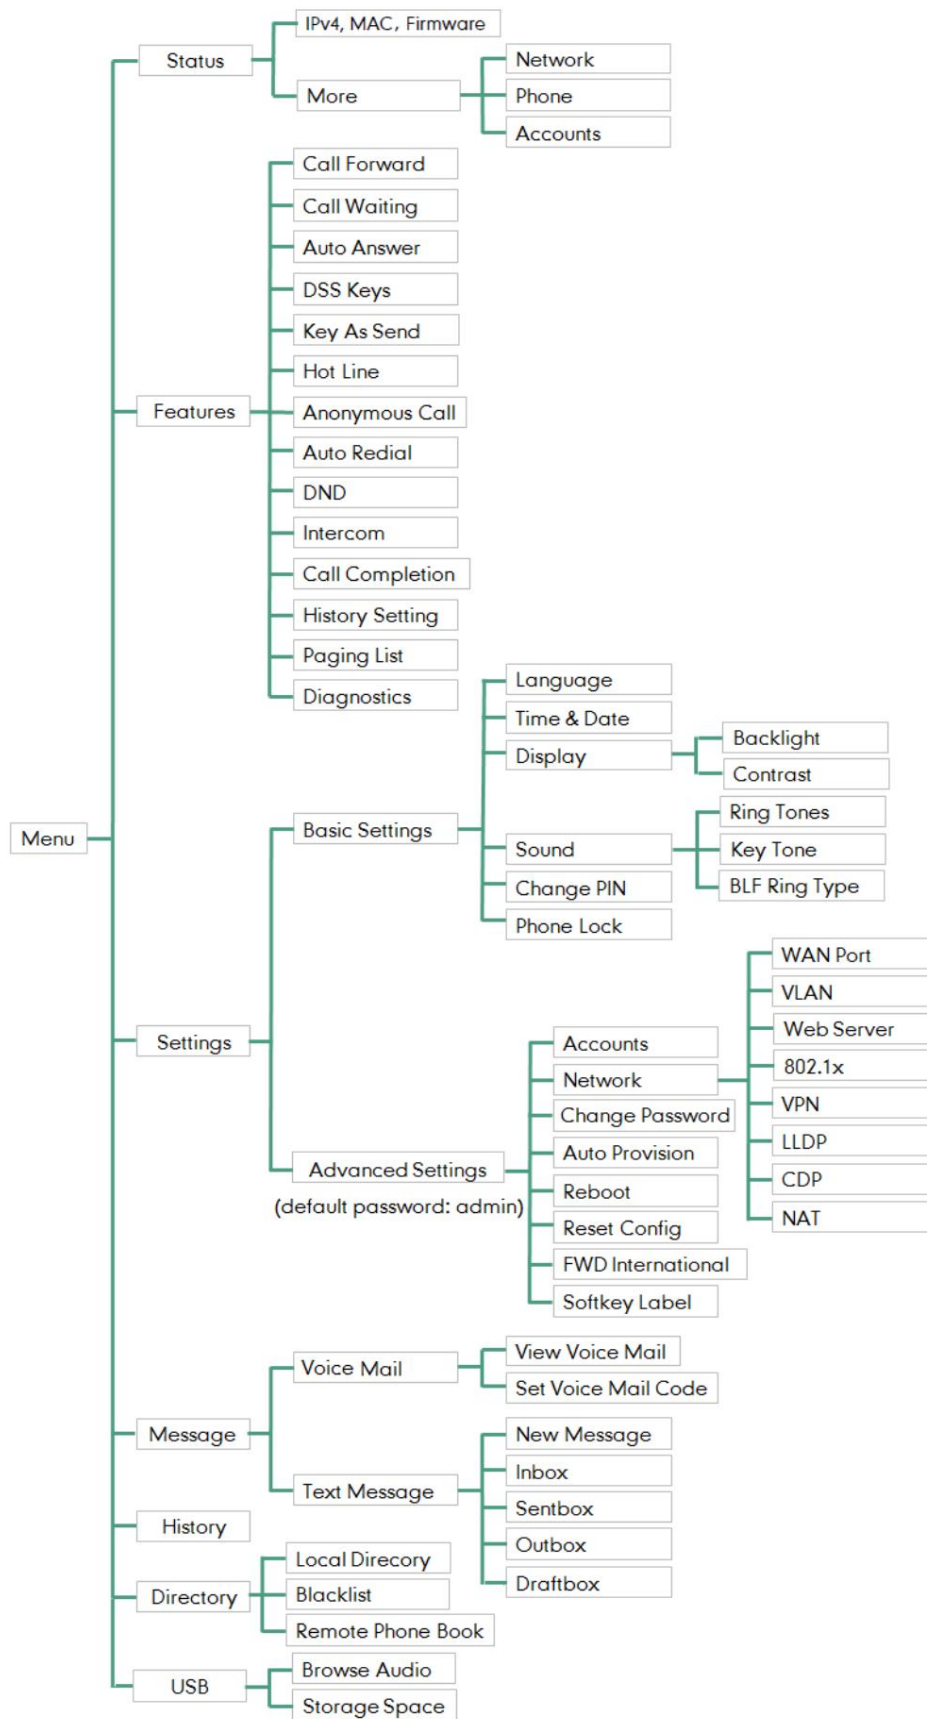 IPv4, MAC, Firmware
Status
Network
More
Phone
Accounts
Call Forward
Call Waiting
Auto Answer
DSS Keys
Key As Send
Hot Line
Features
Anonymous Call
Auto Redial
DND
Intercom
Call Completion
History Setting
Paging List
Diagnostics
Language
Time & Date
Display
Backlight
Contrast
Menu
Basic Settings
Ring Tones
Sound
Key Tone
Change PIN
BLF Ring Type
Phone Lock
WAN Port
VLAN
Web Server
Settings
Accounts
802.1x
Network
VPN
Change Password
LLDP
Auto Provision
Advanced Settings
(default password: admin)
CDP
Reboot
NAT
Reset Config
FWD International
Softkey Label
Voice Mail
View Voice Mail
Set Voice Mail Code
Message
New Message
Text Message
Inbox
Sentbox
History
Outbox
Local Direcory
Draftbox
Directory
Blacklist
Remote Phone Book
USB
Browse Audio
Storage Space